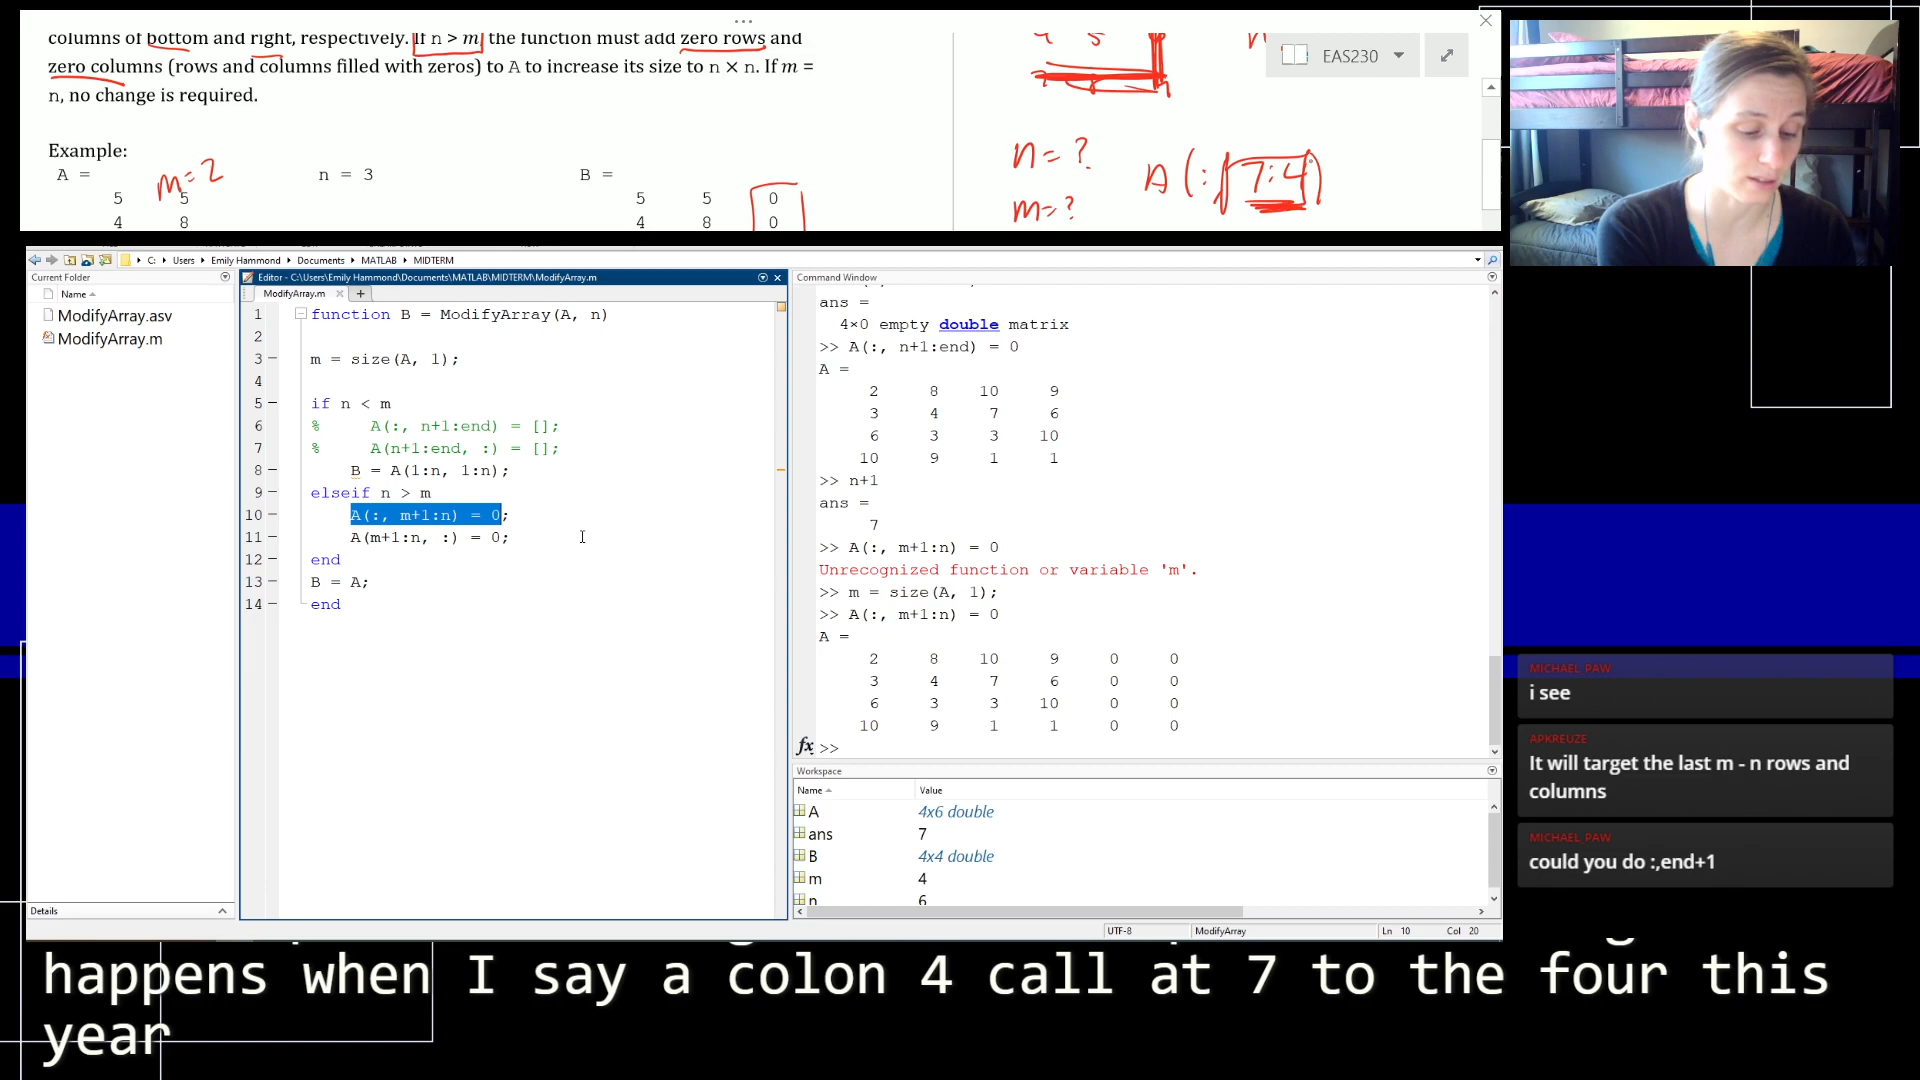 columns of bottom and right, respectively. If n > m the function must add zero rows and
zero columns (rows and columns filled with zeros) to A to increase its size to n × n. If m =
n, no change is required.
Example:
A =
n = 3
B =
m=2
5 5
4 8
5 5 0
4 8 0
n = ?
m=?
A (: 7:4)
EAS230
C: Users Emily Hammond Documents MATLAB MIDTERM
Current Folder
Name
ModifyArray.asv
ModifyArray.m
Details
Editor - C:\Users\Emily Hammond\Documents\MATLAB\MIDTERM\ModifyArray.m
ModifyArray.m
1 function B = ModifyArray(A, n)
2
3 m = size(A, 1);
4
5 if n < m
6 % A(:, n+1:end) = [];
7 % A(n+1:end, :) = [];
8 B = A(1:n, 1:n);
9 elseif n > m
10 A(:, m+1:n) = 0;
11 A(m+1:n, :) = 0;
12 end
13 B = A;
14 end
Command Window
ans =
4×0 empty double matrix
>> A(:, n+1:end) = 0
A =
2 8 10 9
3 4 7 6
6 3 3 10
10 9 1 1
>> n+1
ans =
7
>> A(:, m+1:n) = 0
Unrecognized function or variable 'm'.
>> m = size(A, 1);
>> A(:, m+1:n) = 0
A =
2 8 10 9 0 0
3 4 7 6 0 0
6 3 3 10 0 0
10 9 1 1 0 0
fx >>
Workspace
Name Value
A 4x6 double
ans 7
B 4x4 double
m 4
n 6
UTF-8 ModifyArray Ln 10 Col 20
MICHAEL_PAW
i see
APKREUZE
It will target the last m - n rows and
columns
MICHAEL_PAW
could you do :,end+1
happens when I say a colon 4 call at 7 to the four this
year